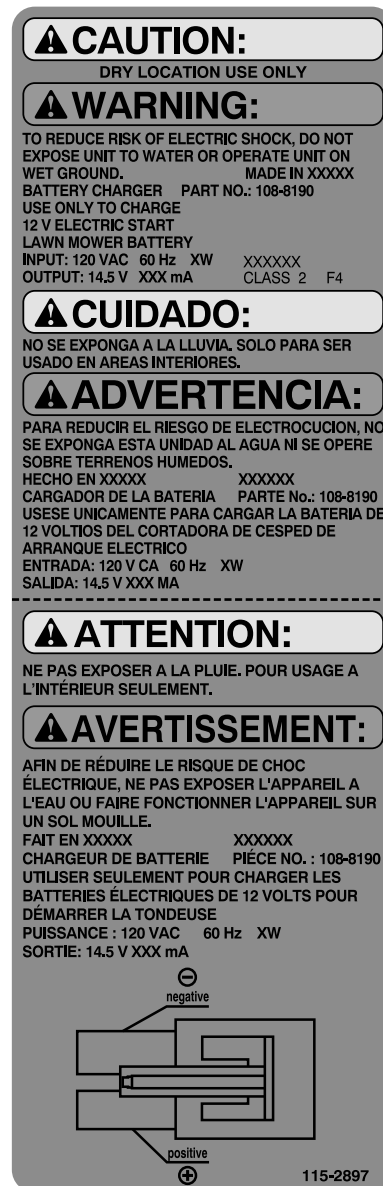 CAUTION:
DRY LOCATION USE ONLY
WARNING:
TO REDUCE RISK OF ELECTRIC SHOCK, DO NOT
EXPOSE UNIT TO WATER OR OPERATE UNIT ON
WET GROUND. MADE IN XXXXX
BATTERY CHARGER PART NO.: 108-8190
USE ONLY TO CHARGE
12 V ELECTRIC START
LAWN MOWER BATTERY
INPUT: 120 VAC 60 Hz XW XXXXXX
OUTPUT: 14.5 V XXX mA CLASS 2 F4
CUIDADO:
NO SE EXPONGA A LA LLUVIA. SOLO PARA SER
USADO EN AREAS INTERIORES.
ADVERTENCIA:
PARA REDUCIR EL RIESGO DE ELECTROCUCION, NO
SE EXPONGA ESTA UNIDAD AL AGUA NI SE OPERE
SOBRE TERRENOS HUMEDOS.
HECHO EN XXXXX XXXXXX
CARGADOR DE LA BATERIA PARTE No.: 108-8190
USESE UNICAMENTE PARA CARGAR LA BATERIA DE
12 VOLTIOS DEL CORTADORA DE CESPED DE
ARRANQUE ELECTRICO
ENTRADA: 120 V CA 60 Hz XW
SALIDA: 14.5 V XXX MA
ATTENTION:
NE PAS EXPOSER A LA PLUIE. POUR USAGE A
L'INTÉRIEUR SEULEMENT.
AVERTISSEMENT:
AFIN DE RÉDUIRE LE RISQUE DE CHOC
ÉLECTRIQUE, NE PAS EXPOSER L'APPAREIL A
L'EAU OU FAIRE FONCTIONNER L'APPAREIL SUR
UN SOL MOUILLE.
FAIT EN XXXXX XXXXXX
CHARGEUR DE BATTERIE PIÉCE NO. : 108-8190
UTILISER SEULEMENT POUR CHARGER LES
BATTERIES ÉLECTRIQUES DE 12 VOLTS POUR
DÉMARRER LA TONDEUSE
PUISSANCE : 120 VAC 60 Hz XW
SORTIE: 14.5 V XXX mA
negative
positive
115-2897